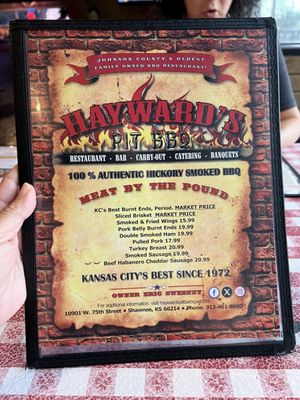 JOHNSON COUNTY'S OLDEST
FAMILY OWNED BBQ RESTAURANT!
HAYWARD'S
PIT BBQ
RESTAURANT - BAR - CARRY-OUT - CATERING - BANQUETS
100 % AUTHENTIC HICKORY SMOKED BBQ
MEAT BY THE POUND
KC's Best Burnt Ends, Period. MARKET PRICE
Sliced Brisket MARKET PRICE
Smoked & Fried Wings 15.99
Pork Belly Burnt Ends 19.99
Double Smoked Ham 19.99
Pulled Pork 17.99
Turkey Breast 20.99
Smoked Sausage 19.99
Beef Habanero Cheddar Sausage 20.99
KANSAS CITY'S BEST SINCE 1972
OWNER ERIC SWEENEY
For additional information, visit haywardspitbarbque.com
10901 W. 75th Street • Shawnee, KS 66214 • Phone: 913-451-8080